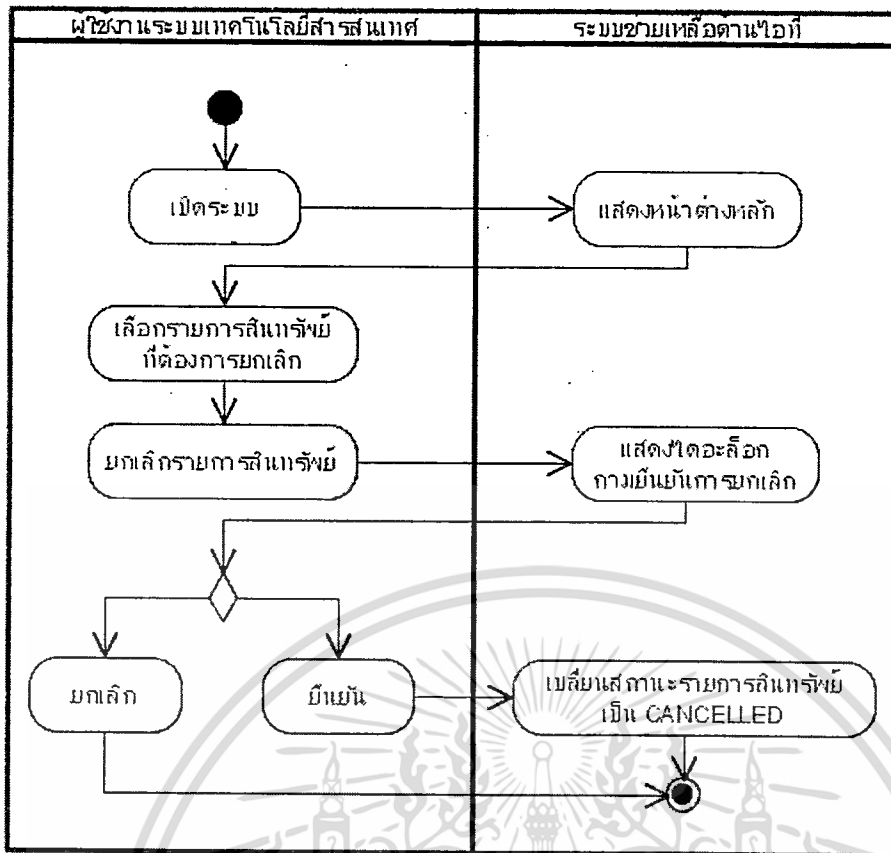 ผู้ใช้งานระบบเทคโนโลยีสารสนเทศ
ระบบช่วยเหลือด้านไอที
เปิดระบบ
แสดงหน้าต่างหลัก
เลือกรายการสินทรัพย์
ที่ต้องการยกเลิก
ยกเลิกรายการสินทรัพย์
แสดงไดอะล็อก
ถามยืนยันการยกเลิก
ยกเลิก
ยืนยัน
เปลี่ยนสถานะรายการสินทรัพย์
เป็น CANCELLED